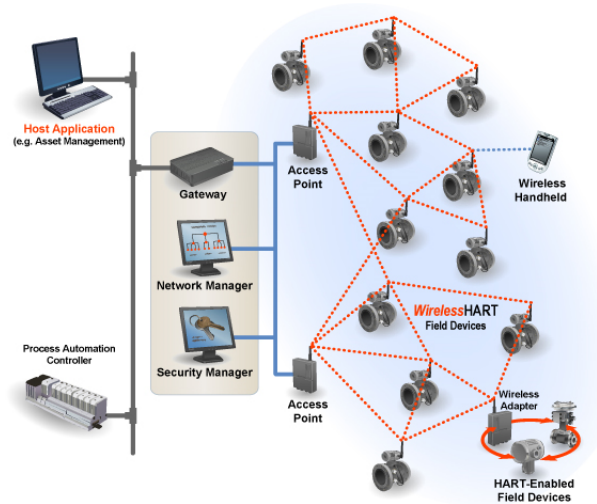 Host Application
(e.g. Asset Management)
Gateway
Access
Point
Wireless
Handheld
Network Manager
WirelessHART
Field Devices
Process Automation
Controller
Security Manager
Access
Point
Wireless
Adapter
HART-Enabled
Field Devices